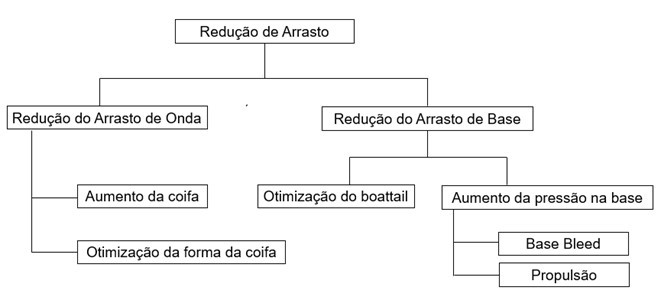 Redução de Arrasto
Redução do Arrasto de Onda
Redução do Arrasto de Base
Aumento da coifa
Otimização do boattail
Aumento da pressão na base
Otimização da forma da coifa
Base Bleed
Propulsão